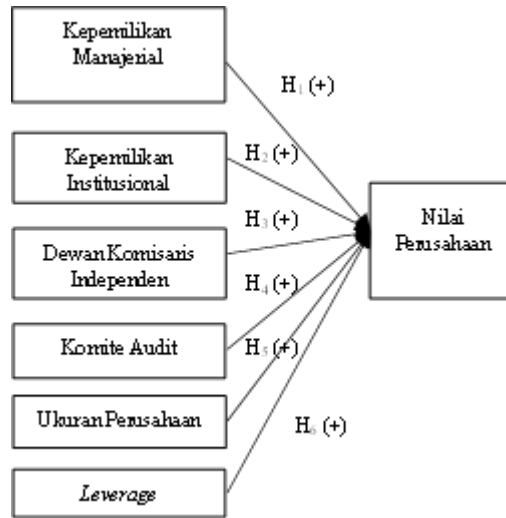 Kepemilikan
Manajerial
H1 (+)
Kepemilikan
Institusional
H2 (+)
Nilai
Perusahaan
H3 (+)
Dewan Komisaris
Independen
H4 (+)
Komite Audit
H5 (+)
Ukuran Perusahaan
H6 (+)
Leverage